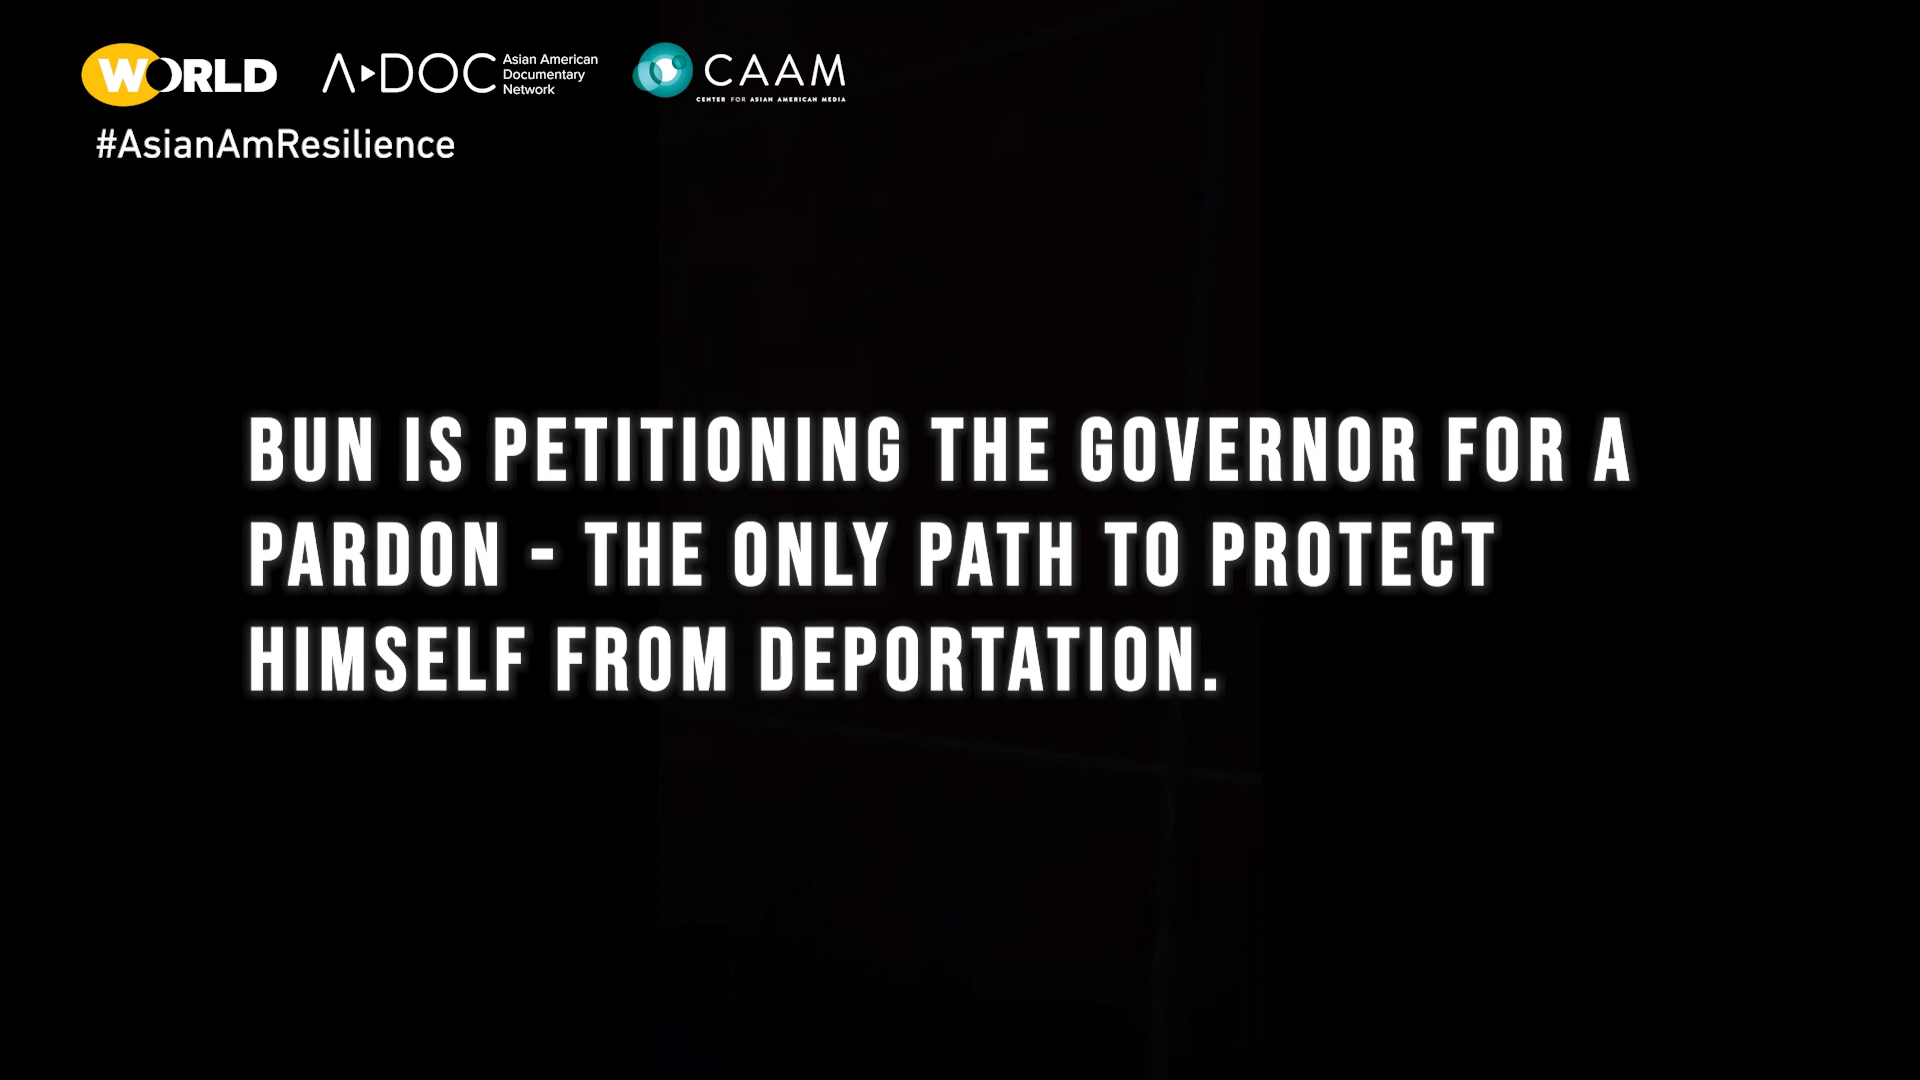 WORLD
A▸DOC Asian American
Documentary
Network
CAAM
CENTER FOR ASIAN AMERICAN MEDIA
#AsianAmResilience
BUN IS PETITIONING THE GOVERNOR FOR A
PARDON - THE ONLY PATH TO PROTECT
HIMSELF FROM DEPORTATION.